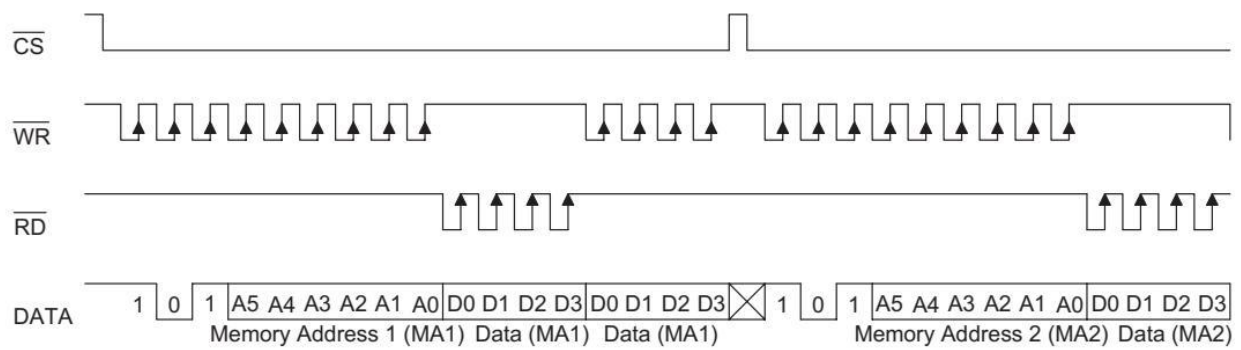 CS
WR
RD
DATA 1 0 1 A5 A4 A3 A2 A1 A0 D0 D1 D2 D3 D0 D1 D2 D3 1 0 1 A5 A4 A3 A2 A1 A0 D0 D1 D2 D3
Memory Address 1 (MA1) Data (MA1) Data (MA1) Memory Address 2 (MA2) Data (MA2)